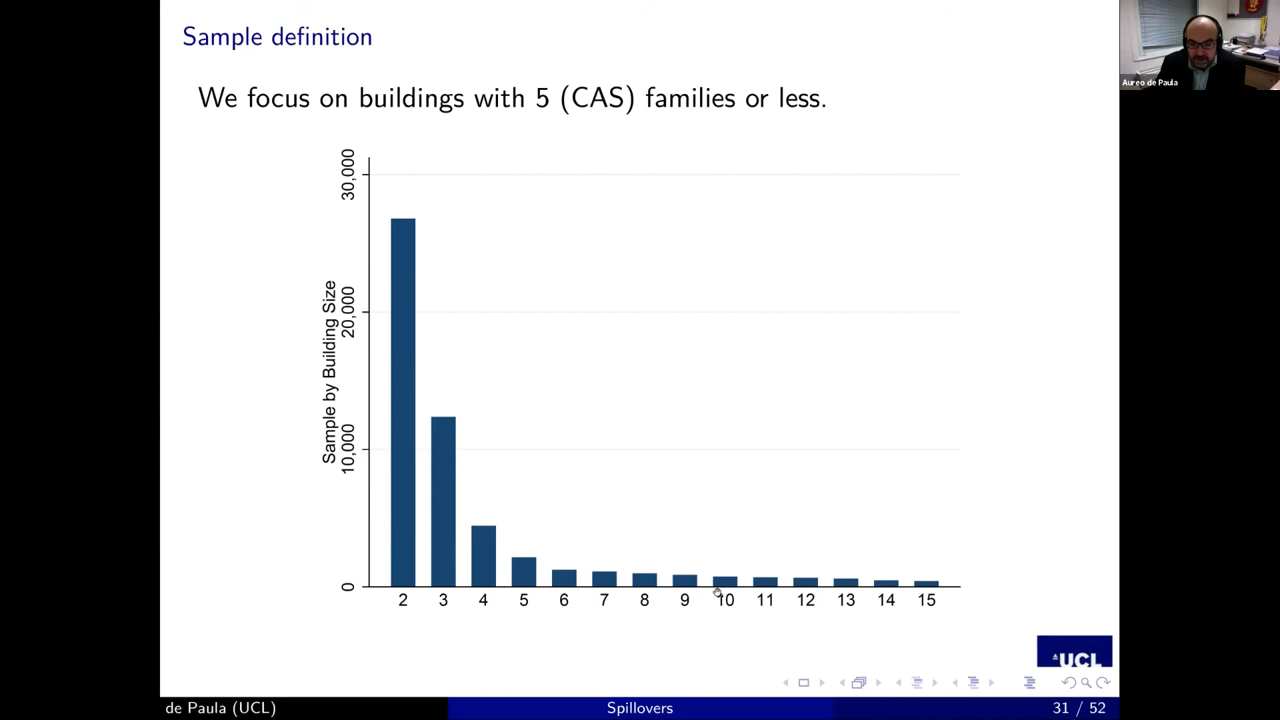 Sample definition
Aureo de Paula
We focus on buildings with 5 (CAS) families or less.
Sample by Building Size
30,000
20,000
10,000
0
2 3 4 5 6 7 8 9 10 11 12 13 14 15
UCL
de Paula (UCL) Spillovers 31 / 52